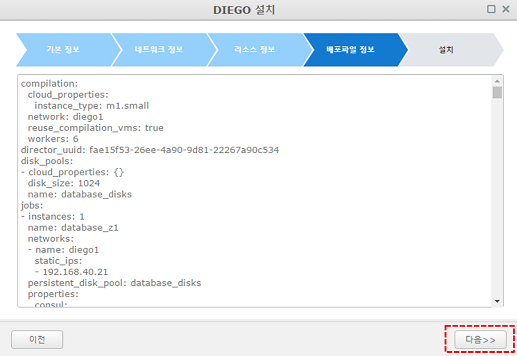 DIEGO 설치
기본 정보
네트워크 정보
리소스 정보
배포파일 정보
설치
compilation:
cloud_properties:
instance_type: m1.small
network: diego1
reuse_compilation_vms: true
workers: 6
director_uuid: fae15f53-26ee-4a90-9d81-22267a90c534
disk_pools:
- cloud_properties: {}
disk_size: 1024
name: database_disks
jobs:
- instances: 1
name: database_z1
networks:
- name: diego1
static_ips:
- 192.168.40.21
persistent_disk_pool: database_disks
properties:
consul:
이전
다음>>